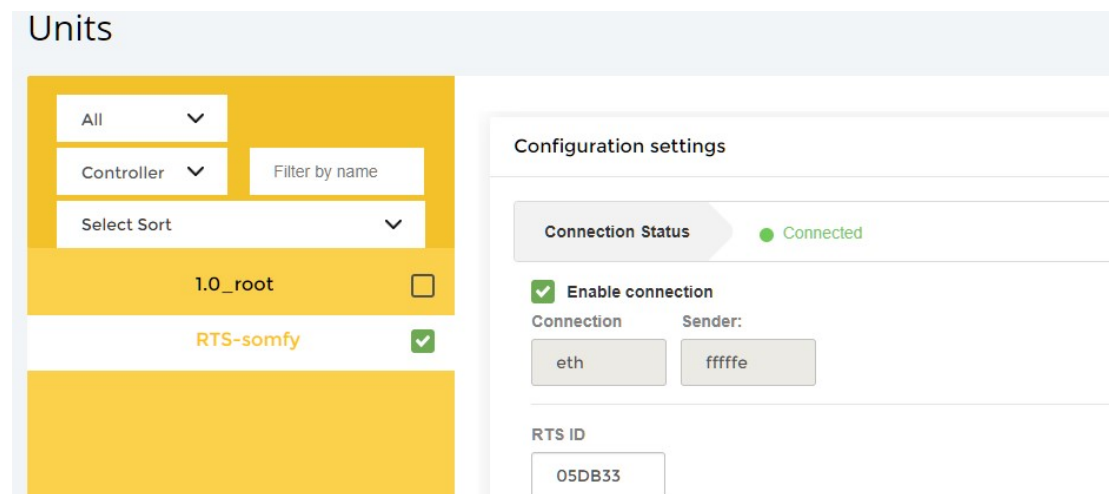 Units
All
Controller
Filter by name
Select Sort
1.0_root
RTS-somfy
Configuration settings
Connection Status
Connected
Enable connection
Connection Sender:
eth fffffe
RTS ID
05DB33